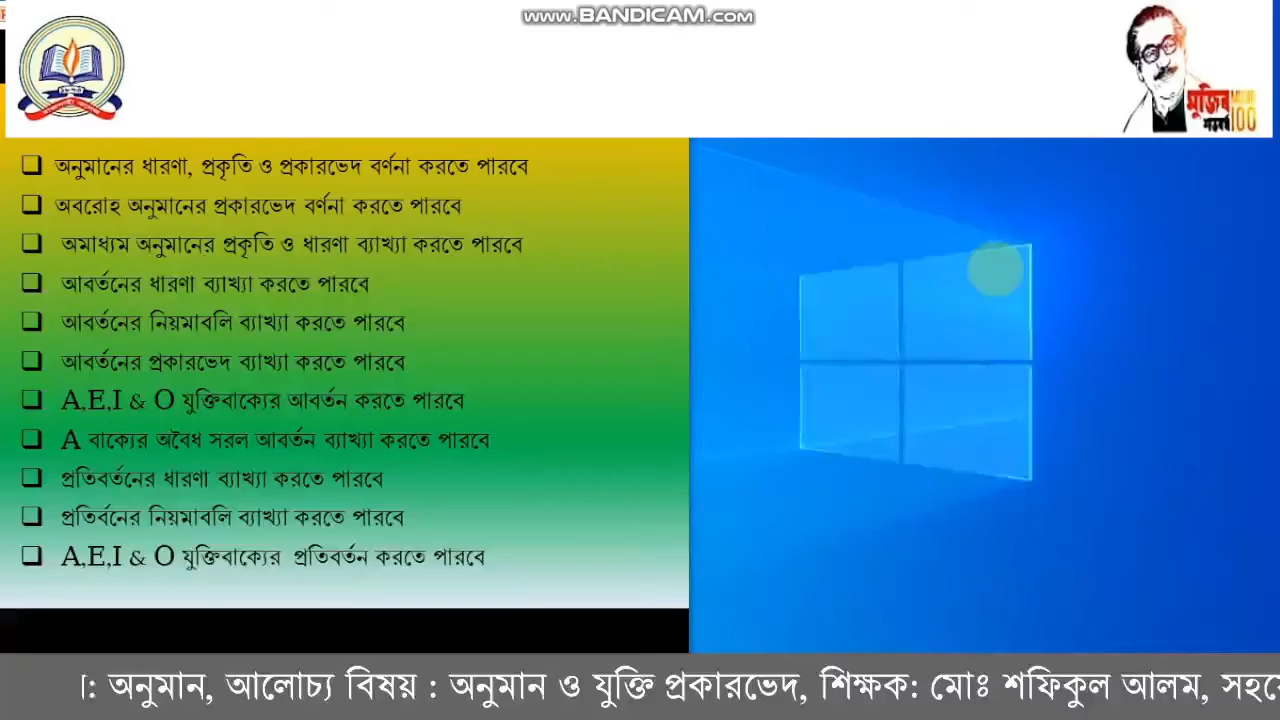 www.BANDICAM.com
মুজিব
শতবর্ষ
100
❑ অনুমানের ধারণা, প্রকৃতি ও প্রকারভেদ বর্ণনা করতে পারবে
❑ অবরোহ অনুমানের প্রকারভেদ বর্ণনা করতে পারবে
❑ অমাধ্যম অনুমানের প্রকৃতি ও ধারণা ব্যাখ্যা করতে পারবে
❑ আবর্তনের ধারণা ব্যাখ্যা করতে পারবে
❑ আবর্তনের নিয়মাবলি ব্যাখ্যা করতে পারবে
❑ আবর্তনের প্রকারভেদ ব্যাখ্যা করতে পারবে
❑ A,E,I & O যুক্তিবাক্যের আবর্তন করতে পারবে
❑ A বাক্যের অবৈধ সরল আবর্তন ব্যাখ্যা করতে পারবে
❑ প্রতিবর্তনের ধারণা ব্যাখ্যা করতে পারবে
❑ প্রতির্বনের নিয়মাবলি ব্যাখ্যা করতে পারবে
❑ A,E,I & O যুক্তিবাক্যের প্রতিবর্তন করতে পারবে
: অনুমান, আলোচ্য বিষয় : অনুমান ও যুক্তি প্রকারভেদ, শিক্ষক: মোঃ শফিকুল আলম,